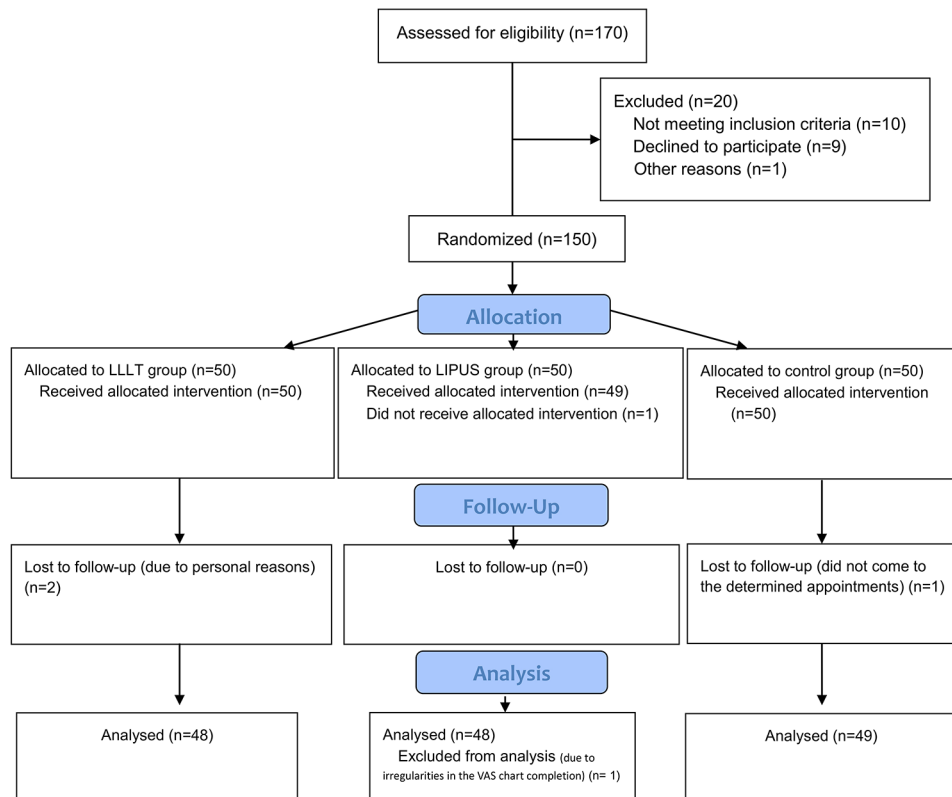 Assessed for eligibility (n=170)
Excluded (n=20)
Not meeting inclusion criteria (n=10)
Declined to participate (n=9)
Other reasons (n=1)
Randomized (n=150)
Allocation
Allocated to LLLT group (n=50)
Received allocated intervention (n=50)
Allocated to LIPUS group (n=50)
Received allocated intervention (n=49)
Did not receive allocated intervention (n=1)
Allocated to control group (n=50)
Received allocated intervention
(n=50)
Follow-Up
Lost to follow-up (due to personal reasons)
(n=2)
Lost to follow-up (n=0)
Lost to follow-up (did not come to
the determined appointments) (n=1)
Analysis
Analysed (n=48)
Analysed (n=48)
Excluded from analysis (due to
irregularities in the VAS chart completion) (n= 1)
Analysed (n=49)